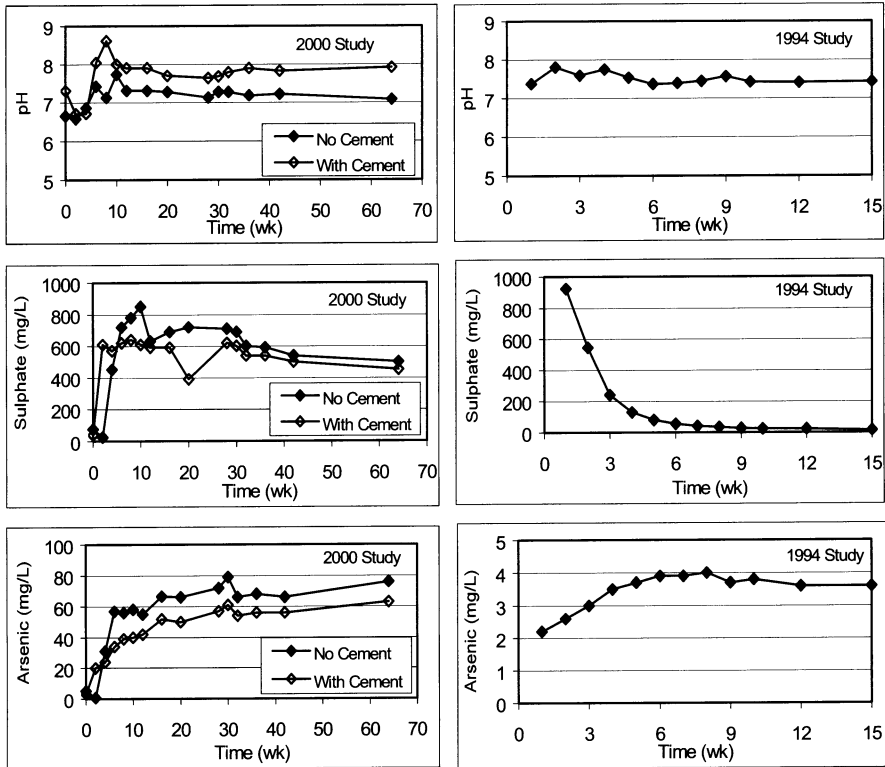 2000 Study
pH
9
8
7
6
5
No Cement
With Cement
0 10 20 30 40 50 60 70
Time (wk)
1994 Study
pH
9
8
7
6
5
0 3 6 9 12 15
Time (wk)
2000 Study
Sulphate (mg/L)
1000
800
600
400
200
0
No Cement
With Cement
0 10 20 30 40 50 60 70
Time (wk)
1994 Study
Sulphate (mg/L)
1000
800
600
400
200
0
0 3 6 9 12 15
Time (wk)
2000 Study
Arsenic (mg/L)
100
80
60
40
20
0
No Cement
With Cement
0 10 20 30 40 50 60 70
Time (wk)
1994 Study
Arsenic (mg/L)
5
4
3
2
1
0
0 3 6 9 12 15
Time (wk)